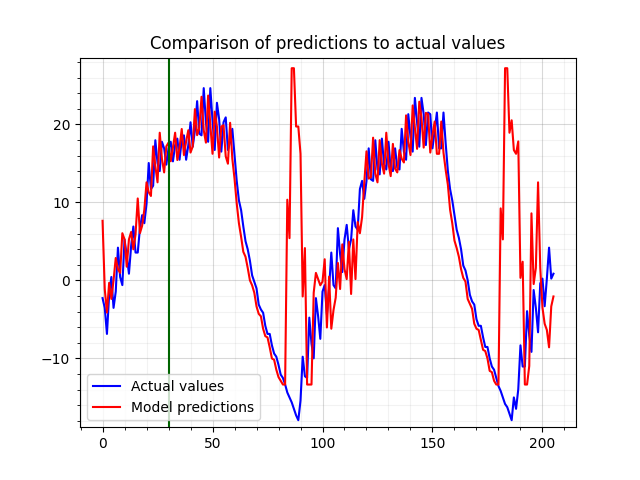 Comparison of predictions to actual values
20
10
0
−10
Actual values
Model predictions
0 50 100 150 200